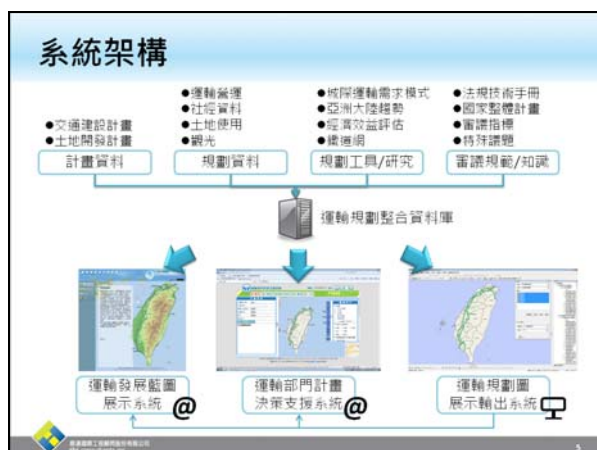 系統架構
●交通建設計畫
●土地開發計畫
計畫資料
●運輸營運
●社經資料
●土地使用
●觀光
規劃資料
●城際運輸需求模式
●亞洲大陸趨勢
●經濟效益評估
●鐵道網
規劃工具/研究
●法規技術手冊
●國家整體計畫
●審議指標
●特殊議題
審議規範/知識
運輸規劃整合資料庫
運輸發展藍圖
展示系統 @
運輸部門計畫
決策支援系統 @
運輸規劃圖
展示輸出系統
5